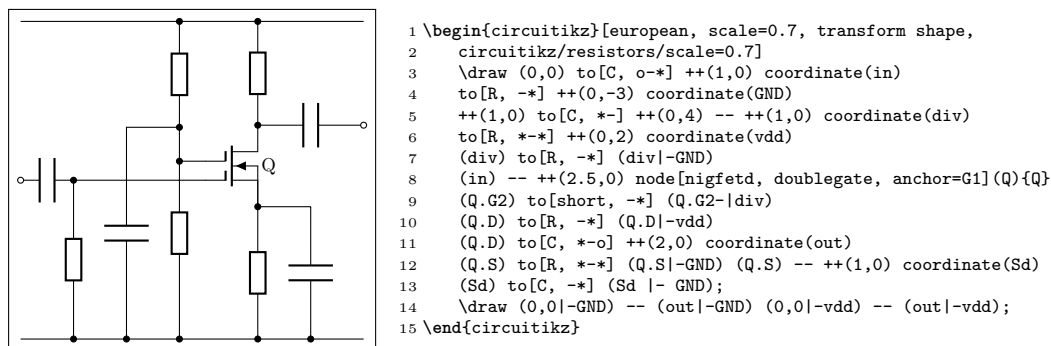 Q
1 \begin{circuitikz}[european, scale=0.7, transform shape,
2 circuitikz/resistors/scale=0.7]
3 \draw (0,0) to[C, o-*] ++(1,0) coordinate(in)
4 to[R, -*] ++(0,-3) coordinate(GND)
5 ++(1,0) to[C, *-] ++(0,4) -- ++(1,0) coordinate(div)
6 to[R, *-*] ++(0,2) coordinate(vdd)
7 (div) to[R, -*] (div|-GND)
8 (in) -- ++(2.5,0) node[nigfetd, doublegate, anchor=G1](Q){Q}
9 (Q.G2) to[short, -*] (Q.G2-|div)
10 (Q.D) to[R, -*] (Q.D|-vdd)
11 (Q.D) to[C, *-o] ++(2,0) coordinate(out)
12 (Q.S) to[R, *-*] (Q.S|-GND) (Q.S) -- ++(1,0) coordinate(Sd)
13 (Sd) to[C, -*] (Sd |- GND);
14 \draw (0,0|-GND) -- (out|-GND) (0,0|-vdd) -- (out|-vdd);
15 \end{circuitikz}